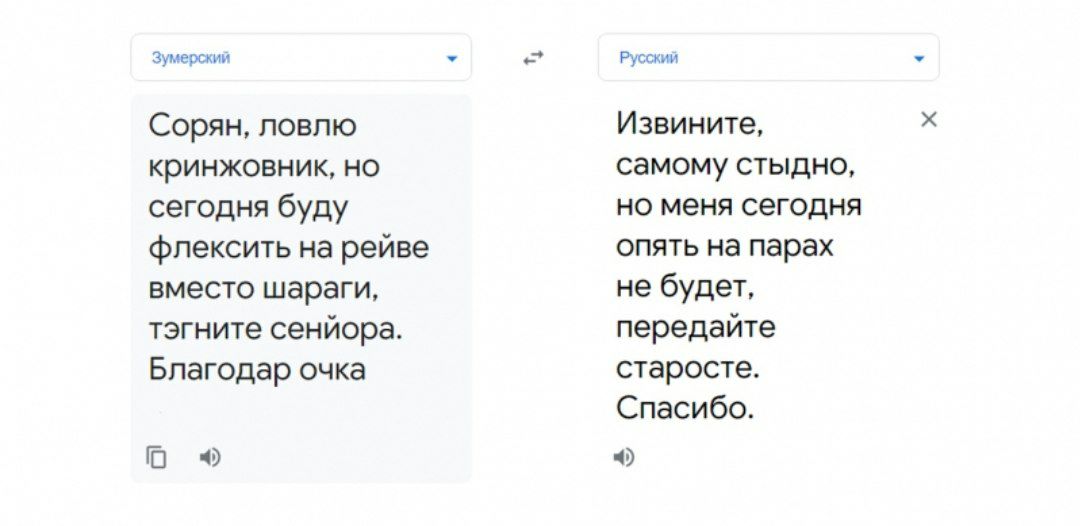 Зумерский
Русский
Сорян, ловлю
кринжовник, но
сегодня буду
флексить на рейве
вместо шараги,
тэгните сенйора.
Благодар очка
Извините,
самому стыдно,
но меня сегодня
опять на парах
не будет,
передайте
старосте.
Спасибо.